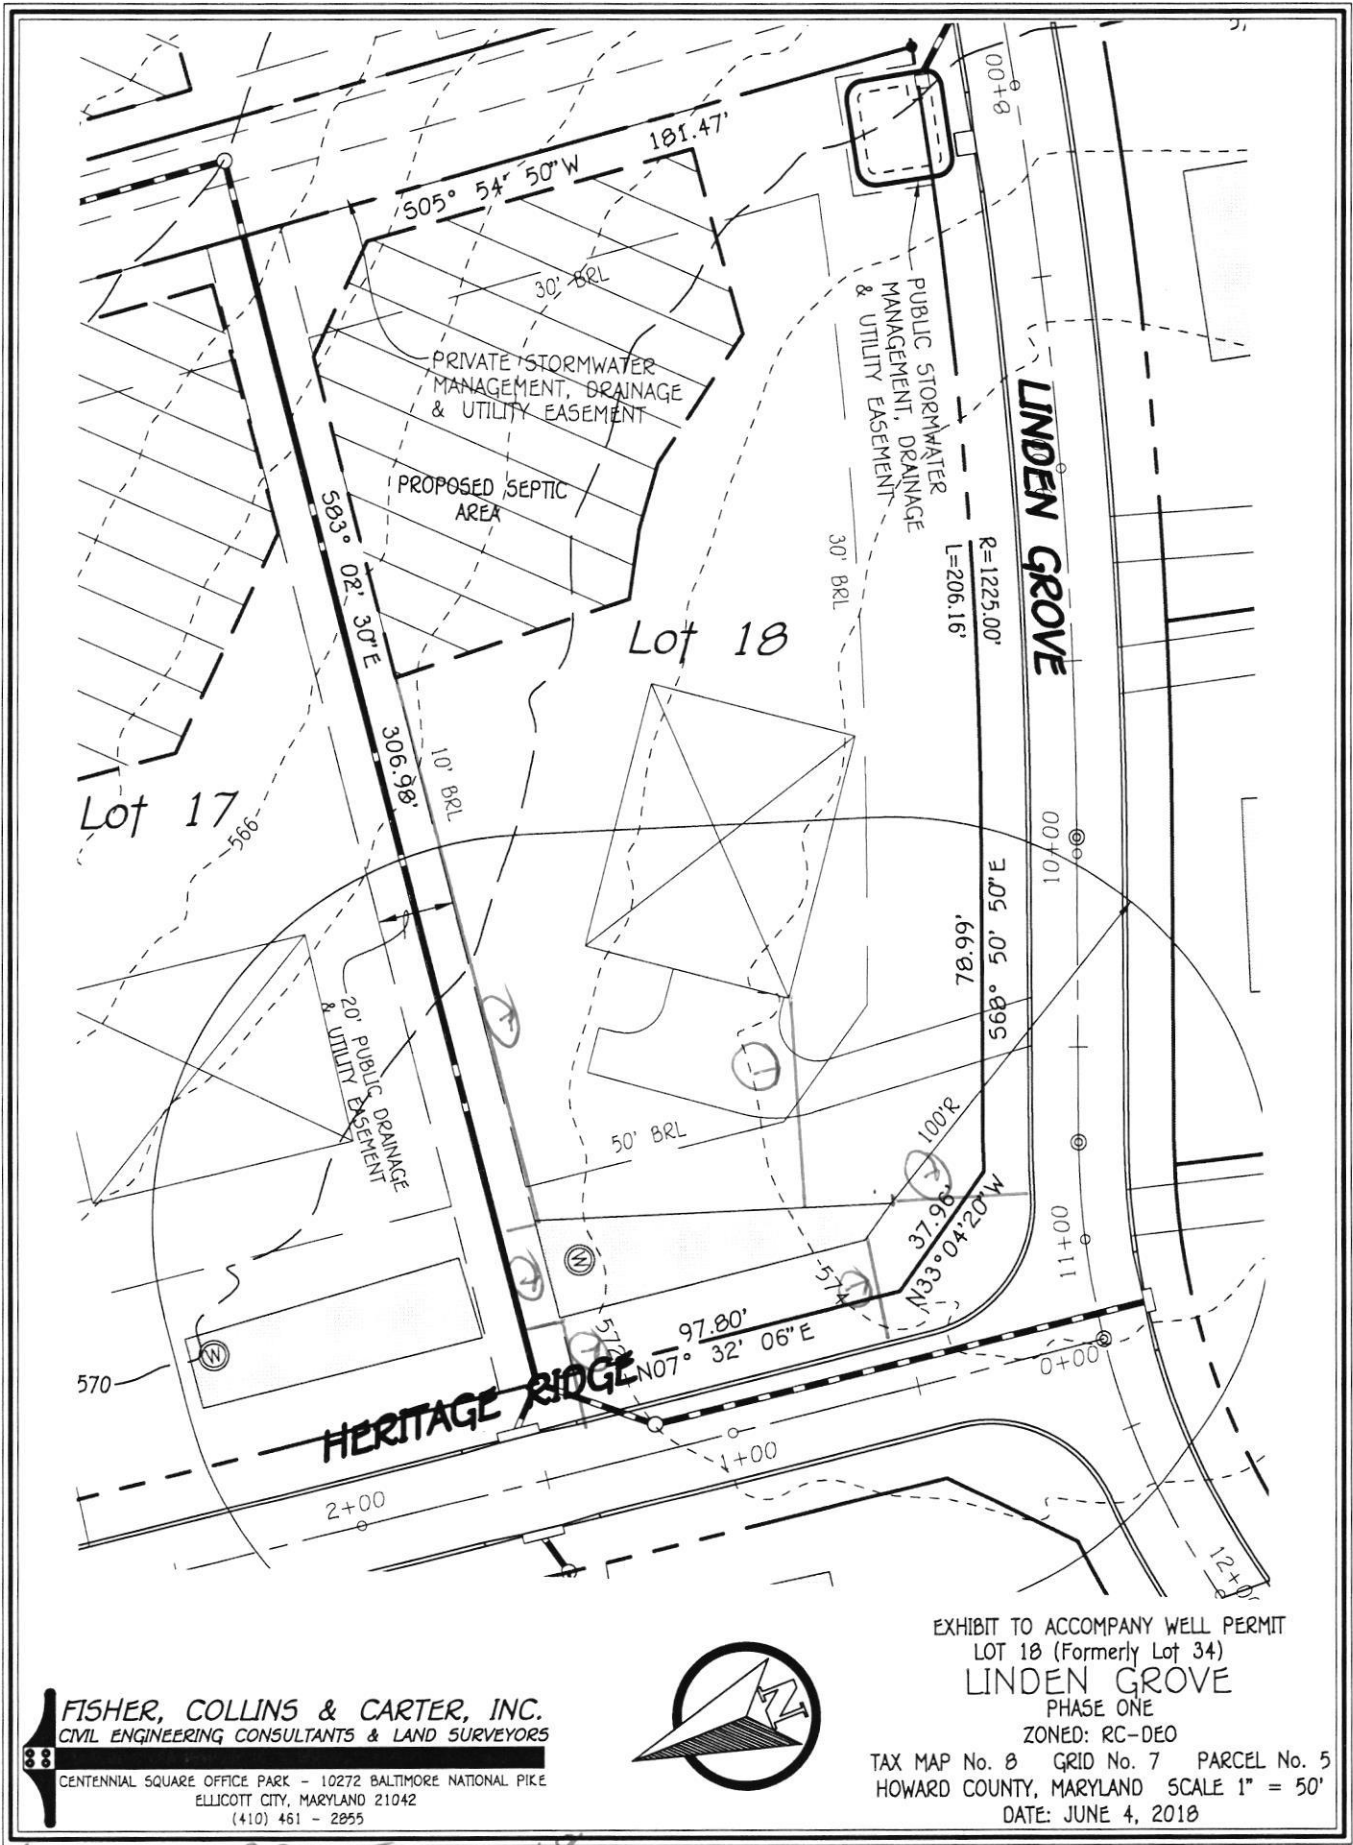 8+00
181.47'
S05° 54' 50" W
30' BRL
PRIVATE STORMWATER
MANAGEMENT, DRAINAGE
& UTILITY EASEMENT
PUBLIC STORMWATER
MANAGEMENT, DRAINAGE
& UTILITY EASEMENT
LINDEN GROVE
PROPOSED SEPTIC
AREA
S83° 02' 30" E
306.98'
30' BRL
R=1225.00'
L=206.16'
Lot 18
10' BRL
Lot 17
566
10+00
S68° 50' 50" E
78.99'
20' PUBLIC DRAINAGE
& UTILITY EASEMENT
50' BRL
100'R
37.96'
N33°04'20"W
11+00
W
574
572
97.80'
N07° 32' 06" E
W
570
0+00
HERITAGE RIDGE
1+00
2+00
EXHIBIT TO ACCOMPANY WELL PERMIT
LOT 18 (Formerly Lot 34)
LINDEN GROVE
PHASE ONE
ZONED: RC-DEO
TAX MAP No. 8 GRID No. 7 PARCEL No. 5
HOWARD COUNTY, MARYLAND SCALE 1" = 50'
DATE: JUNE 4, 2018
N
FISHER, COLLINS & CARTER, INC.
CIVIL ENGINEERING CONSULTANTS & LAND SURVEYORS
CENTENNIAL SQUARE OFFICE PARK - 10272 BALTIMORE NATIONAL PIKE
ELLICOTT CITY, MARYLAND 21042
(410) 461 - 2855